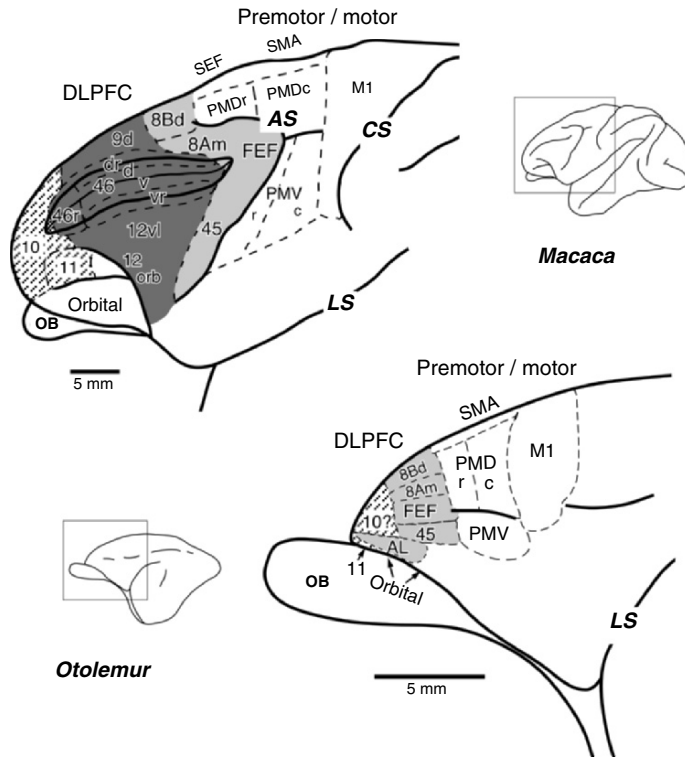 Premotor / motor
SMA
SEF
DLPFC
PMDr
PMDc
M1
8Bd
AS
CS
9d
8Am
FEF
dr
d
46
v
vr
46r
PMV
r
c
10
12vl
45
11
12
orb
Macaca
Orbital
LS
OB
5 mm
Premotor / motor
SMA
DLPFC
M1
8Bd
PMD
r
c
8Am
FEF
10?
45
PMV
AL
11
Orbital
OB
LS
Otolemur
5 mm